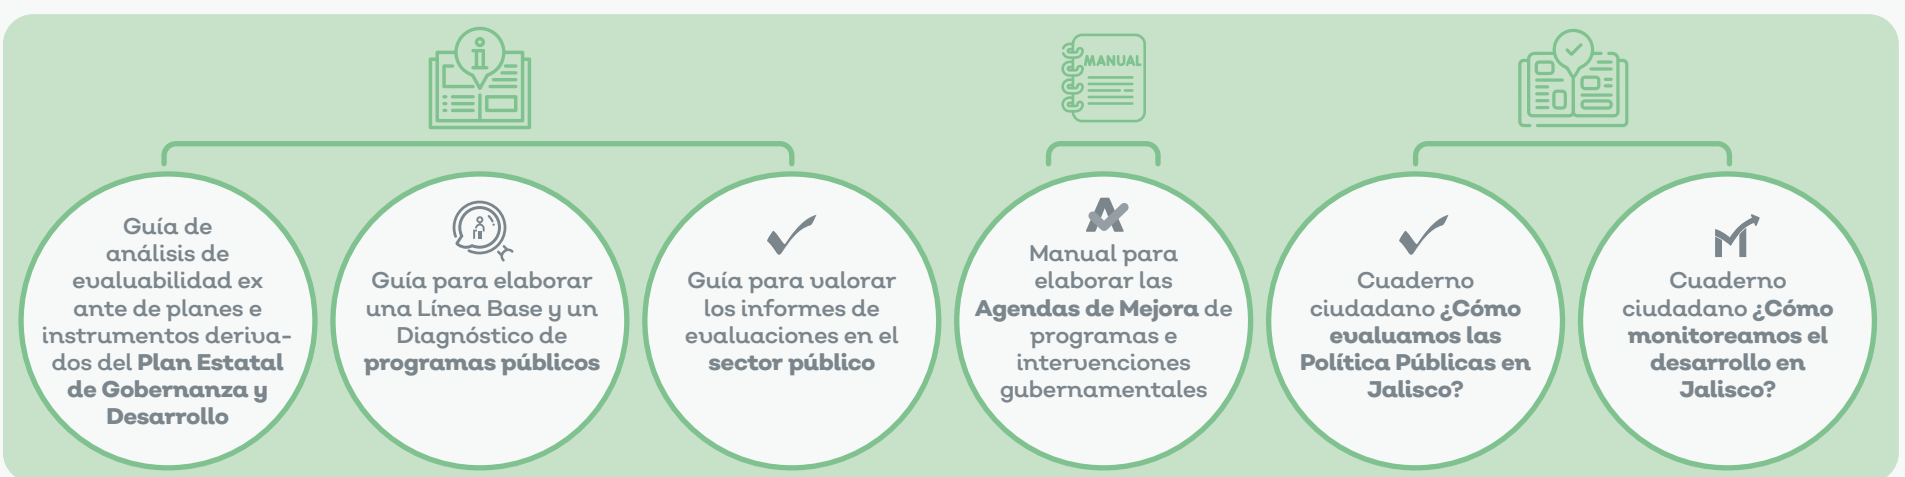 MANUAL
Guía de
análisis de
evaluabilidad ex
ante de planes e
instrumentos deriva-
dos del Plan Estatal
de Gobernanza y
Desarrollo
Guía para elaborar
una Línea Base y un
Diagnóstico de
programas públicos
Guía para valorar
los informes de
evaluaciones en el
sector público
Manual para
elaborar las
Agendas de Mejora de
programas e
intervenciones
gubernamentales
Cuaderno
ciudadano ¿Cómo
evaluamos las
Política Públicas en
Jalisco?
Cuaderno
ciudadano ¿Cómo
monitoreamos el
desarrollo en
Jalisco?